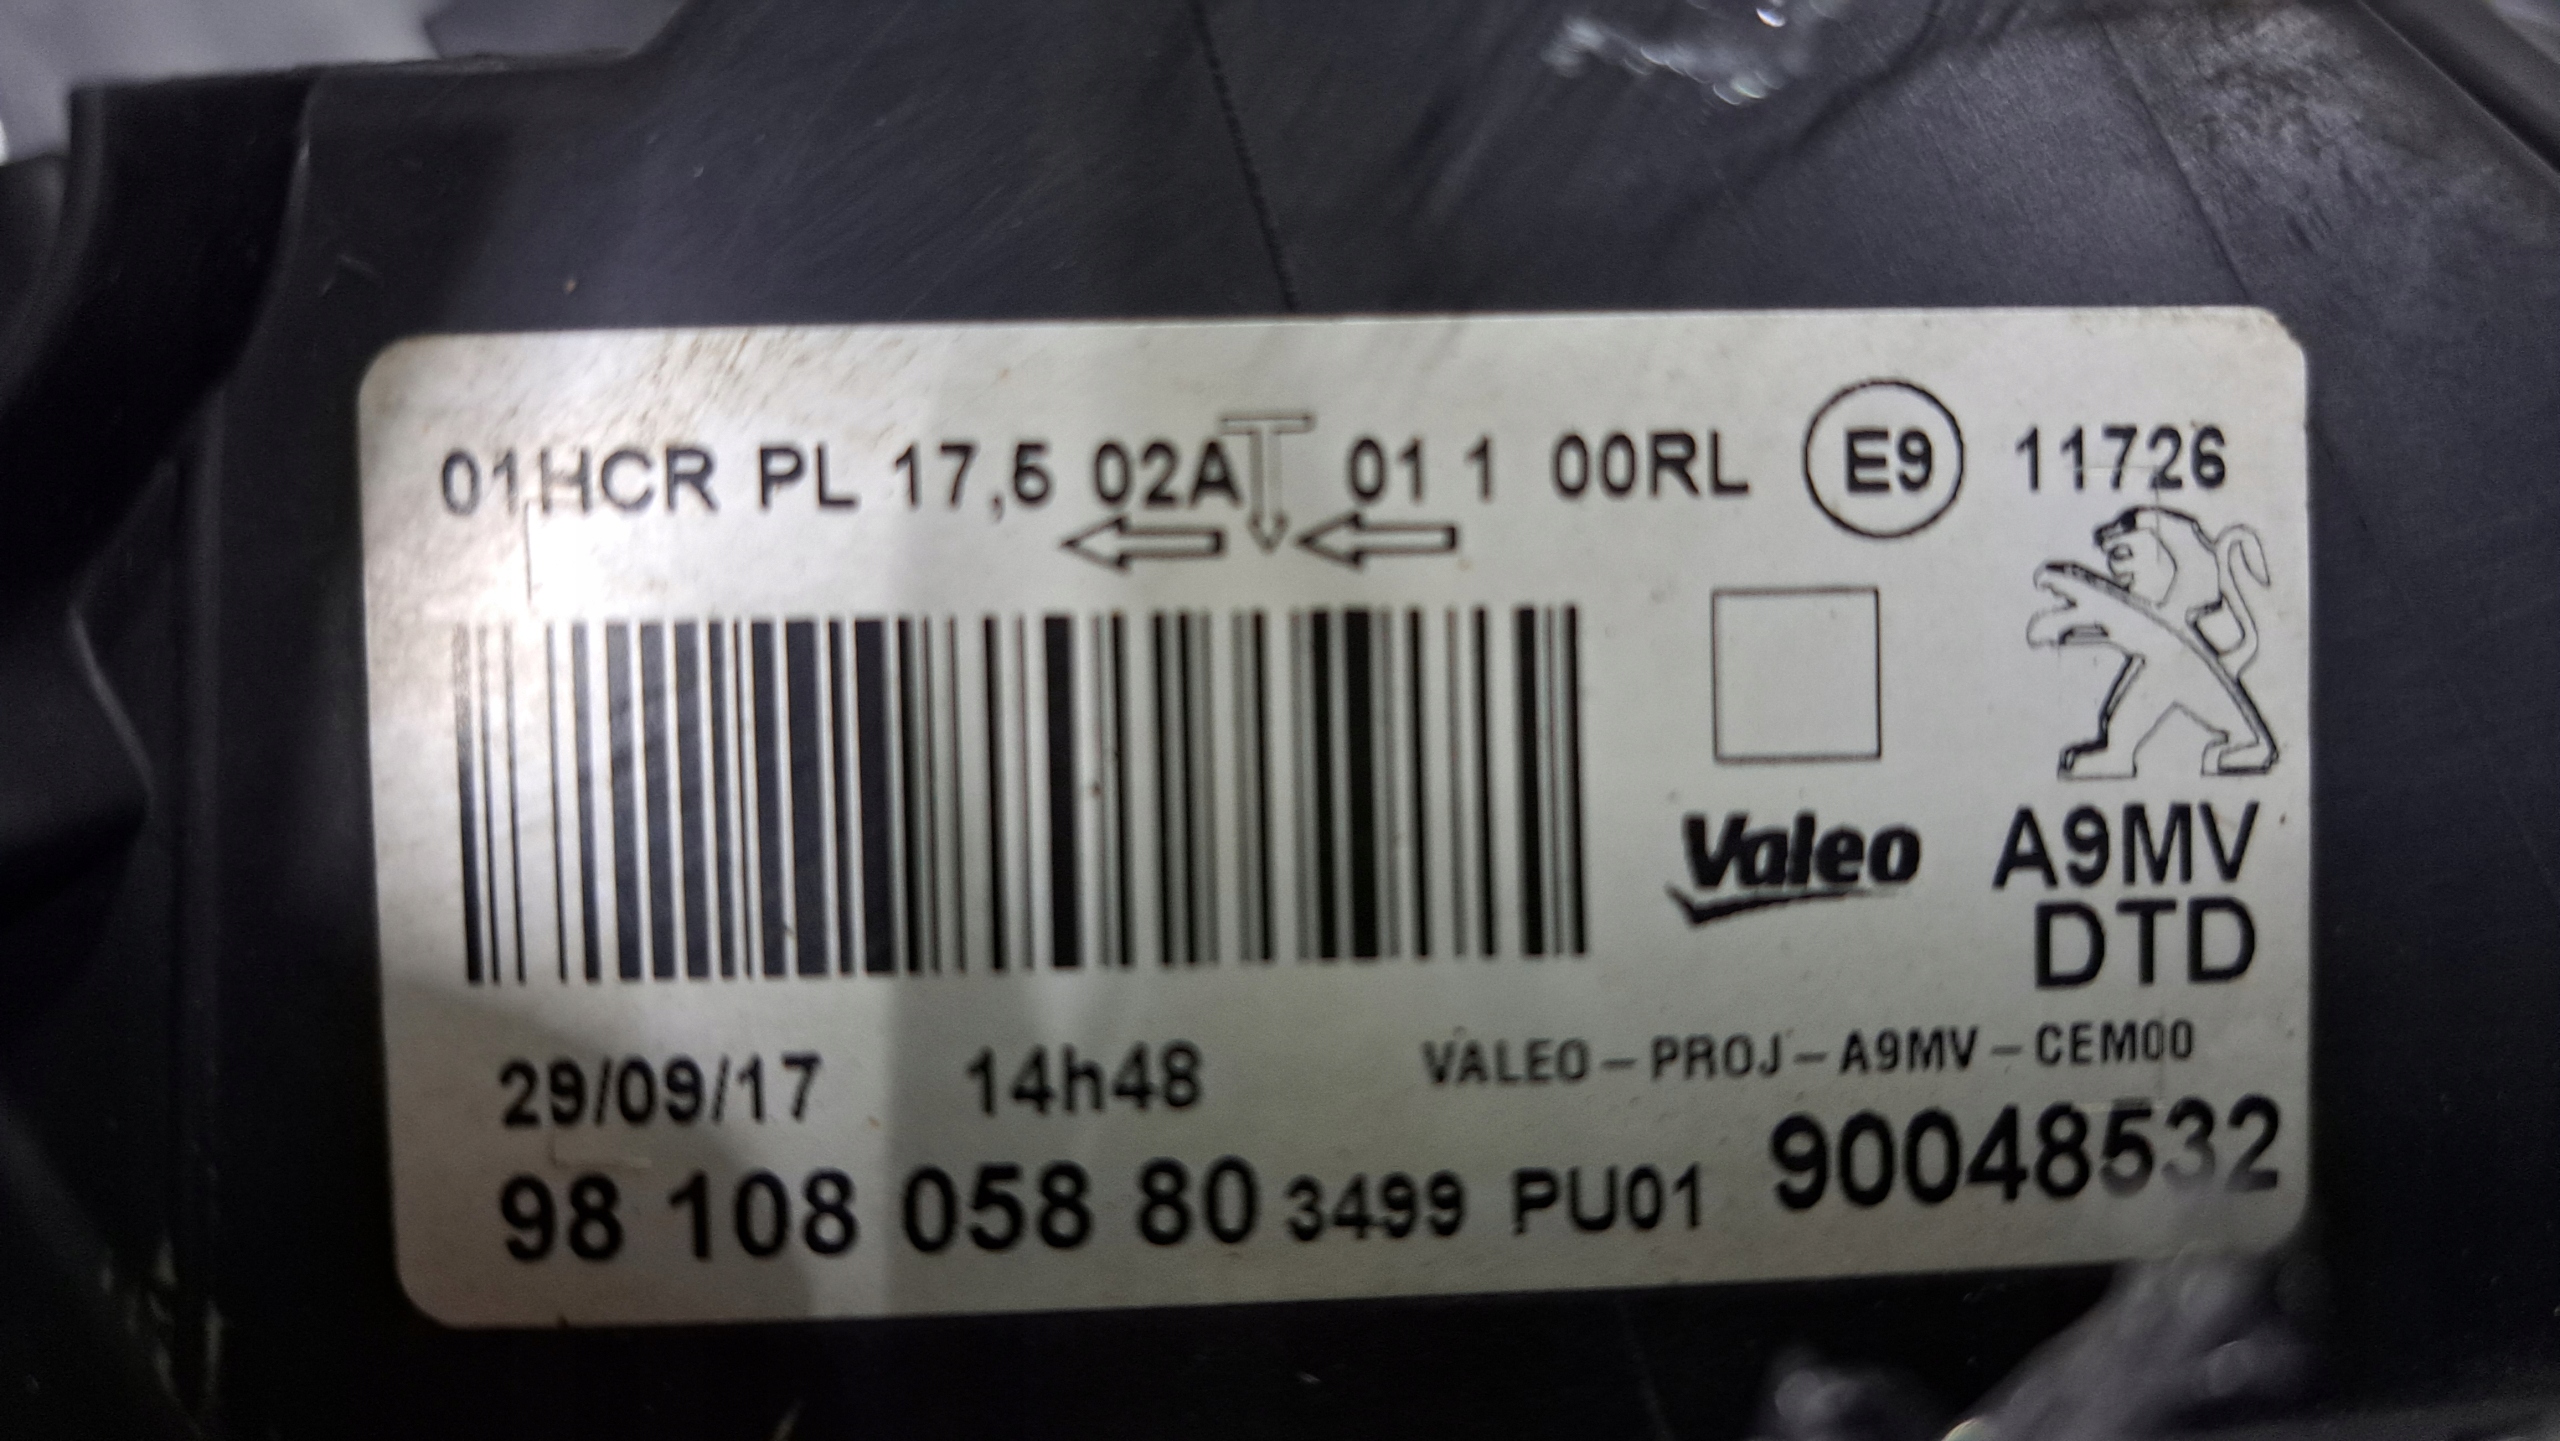 01HCR PL 17,5 02A 01 1 00RL E9 11726
Valeo
A9MV
DTD
29/09/17 14h48 VALEO-PROJ-A9MV-CEM00
98 108 058 80 3499 PU01 90048532